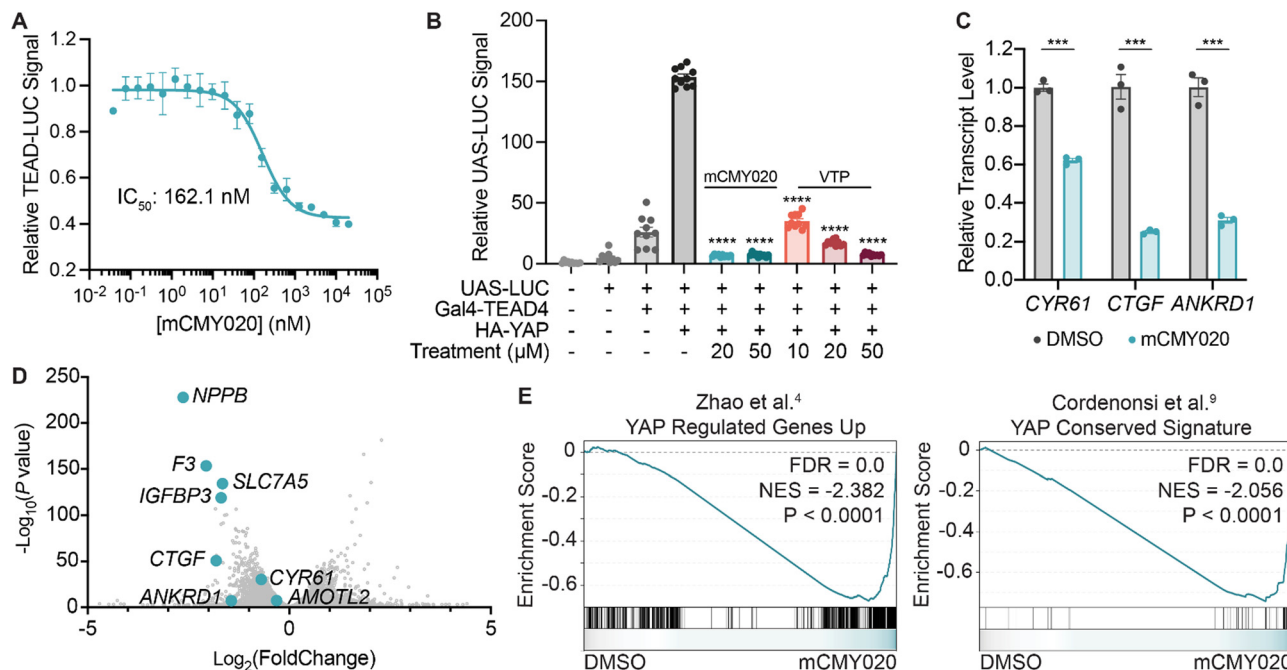 A
Relative TEAD-LUC Signal
1.2
1.0
0.8
0.6
0.4
0.2
IC50: 162.1 nM
10-2 10-1 100 101 102 103 104 105
[mCMY020] (nM)
B
Relative UAS-LUC Signal
200
150
100
50
0
mCMY020 VTP
**** **** **** **** ****
UAS-LUC - + + + + + + + +
Gal4-TEAD4 - - + + + + + + +
HA-YAP - - - + + + + + +
Treatment (μM) - - - - 20 50 10 20 50
C
Relative Transcript Level
*** *** ***
1.2
1.0
0.8
0.6
0.4
0.2
0.0
CYR61 CTGF ANKRD1
DMSO mCMY020
D
-Log10(P value)
250
200
150
100
50
0
NPPB
F3
SLC7A5
IGFBP3
CTGF
CYR61
ANKRD1
AMOTL2
-5 0 5
Log2(FoldChange)
E
Zhao et al.4
YAP Regulated Genes Up
Enrichment Score
0
-0.2
-0.4
-0.6
FDR = 0.0
NES = -2.382
P < 0.0001
DMSO mCMY020
Cordenonsi et al.9
YAP Conserved Signature
Enrichment Score
0
-0.2
-0.4
-0.6
FDR = 0.0
NES = -2.056
P < 0.0001
DMSO mCMY020